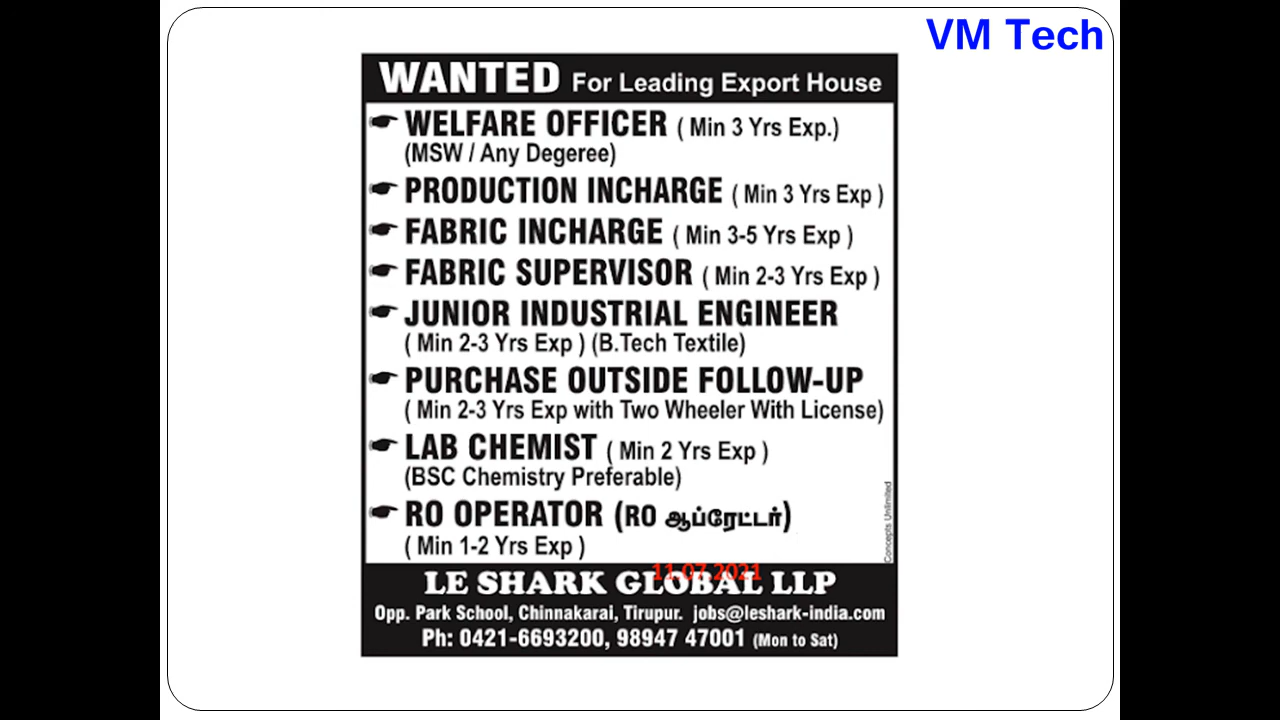 VM Tech
WANTED For Leading Export House
WELFARE OFFICER ( Min 3 Yrs Exp.)
(MSW / Any Degeree)
PRODUCTION INCHARGE ( Min 3 Yrs Exp )
FABRIC INCHARGE ( Min 3-5 Yrs Exp )
FABRIC SUPERVISOR ( Min 2-3 Yrs Exp )
JUNIOR INDUSTRIAL ENGINEER
( Min 2-3 Yrs Exp ) (B.Tech Textile)
PURCHASE OUTSIDE FOLLOW-UP
( Min 2-3 Yrs Exp with Two Wheeler With License)
LAB CHEMIST ( Min 2 Yrs Exp )
(BSC Chemistry Preferable)
RO OPERATOR (RO ஆப்ரேட்டர்)
( Min 1-2 Yrs Exp )
Concepts Unlimited
11.07.2021
LE SHARK GLOBAL LLP
Opp. Park School, Chinnakarai, Tirupur. jobs@leshark-india.com
Ph: 0421-6693200, 98947 47001 (Mon to Sat)